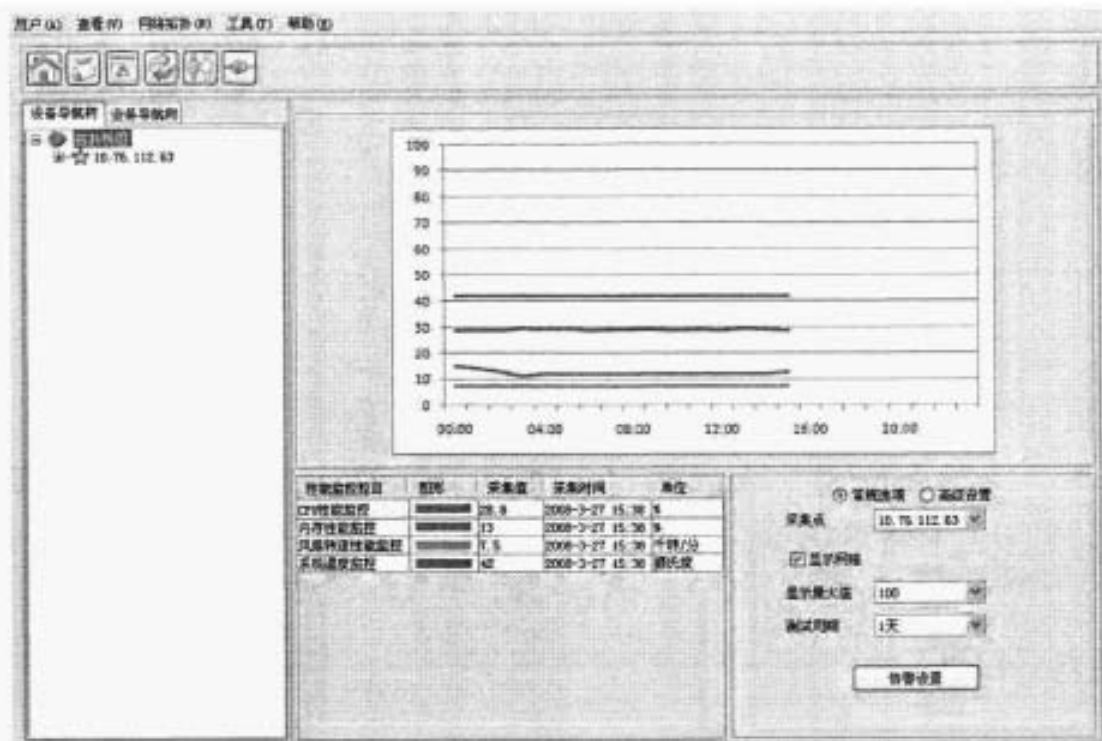 用户(A) 查看(V) 网络拓扑(W) 工具(T) 帮助(E)
设备导航树 设备导航网
10.76.112.63
100
90
80
70
60
50
40
30
20
10
0
00:00 04:00 08:00 12:00 16:00 20:00
性能监控项目 图形 采集值 采集时间 单位
CPU性能监控 28.8 2008-3-27 15:38 %
内存性能监控 13 2008-3-27 15:38 %
风扇转速性能监控 7.5 2008-3-27 15:38 千转/分
系统温度监控 42 2008-3-27 15:38 摄氏度
常规选项 高级设置
采集点 10.76.112.63
显示网格
显示最大值 100
测试周期 1天
告警设置